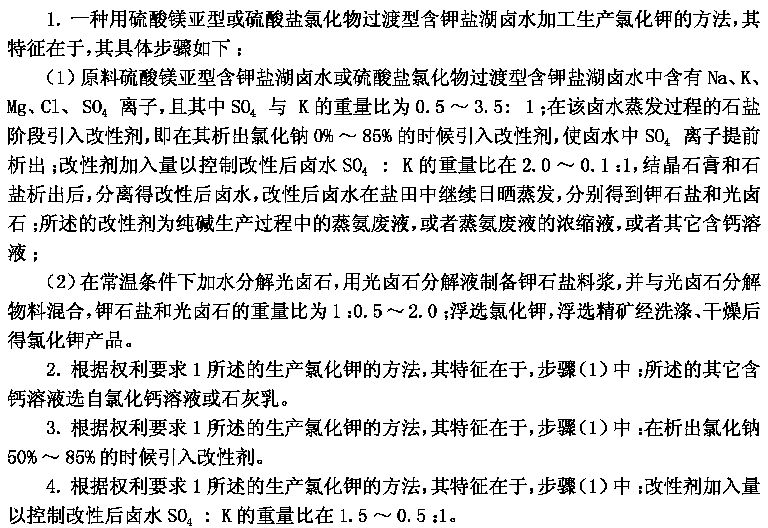 1. 一种用硫酸镁亚型或硫酸盐氯化物过渡型含钾盐湖卤水加工生产氯化钾的方法,其
特征在于,其具体步骤如下:
(1)原料硫酸镁亚型含钾盐湖卤水或硫酸盐氯化物过渡型含钾盐湖卤水中含有 Na、K、
Mg、Cl、SO₄ 离子,且其中 SO₄ 与 K 的重量比为 0.5～3.5: 1;在该卤水蒸发过程的石盐
阶段引入改性剂,即在其析出氯化钠 0%～85% 的时候引入改性剂,使卤水中 SO₄ 离子提前
析出;改性剂加入量以控制改性后卤水 SO₄ : K 的重量比在 2.0～0.1:1,结晶石膏和石
盐析出后,分离得改性后卤水,改性后卤水在盐田中继续日晒蒸发,分别得到钾石盐和光卤
石;所述的改性剂为纯碱生产过程中的蒸氨废液,或者蒸氨废液的浓缩液,或者其它含钙溶
液;
(2)在常温条件下加水分解光卤石,用光卤石分解液制备钾石盐料浆,并与光卤石分解
物料混合,钾石盐和光卤石的重量比为 1:0.5～2.0;浮选氯化钾,浮选精矿经洗涤、干燥后
得氯化钾产品。
2. 根据权利要求 1 所述的生产氯化钾的方法,其特征在于,步骤(1)中:所述的其它含
钙溶液选自氯化钙溶液或石灰乳。
3. 根据权利要求 1 所述的生产氯化钾的方法,其特征在于,步骤(1)中:在析出氯化钠
50%～85% 的时候引入改性剂。
4. 根据权利要求 1 所述的生产氯化钾的方法,其特征在于,步骤(1)中:改性剂加入量
以控制改性后卤水 SO₄ : K 的重量比在 1.5～0.5:1。